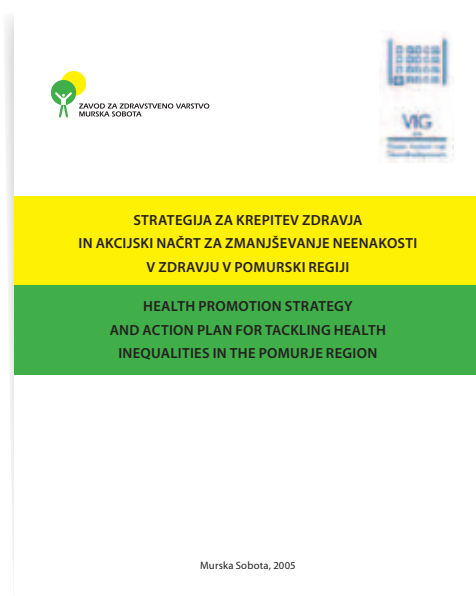 ZAVOD ZA ZDRAVSTVENO VARSTVO
MURSKA SOBOTA
VIG
STRATEGIJA ZA KREPITEV ZDRAVJA
IN AKCIJSKI NAČRT ZA ZMANJŠEVANJE NEENAKOSTI
V ZDRAVJU V POMURSKI REGIJI
HEALTH PROMOTION STRATEGY
AND ACTION PLAN FOR TACKLING HEALTH
INEQUALITIES IN THE POMURJE REGION
Murska Sobota, 2005